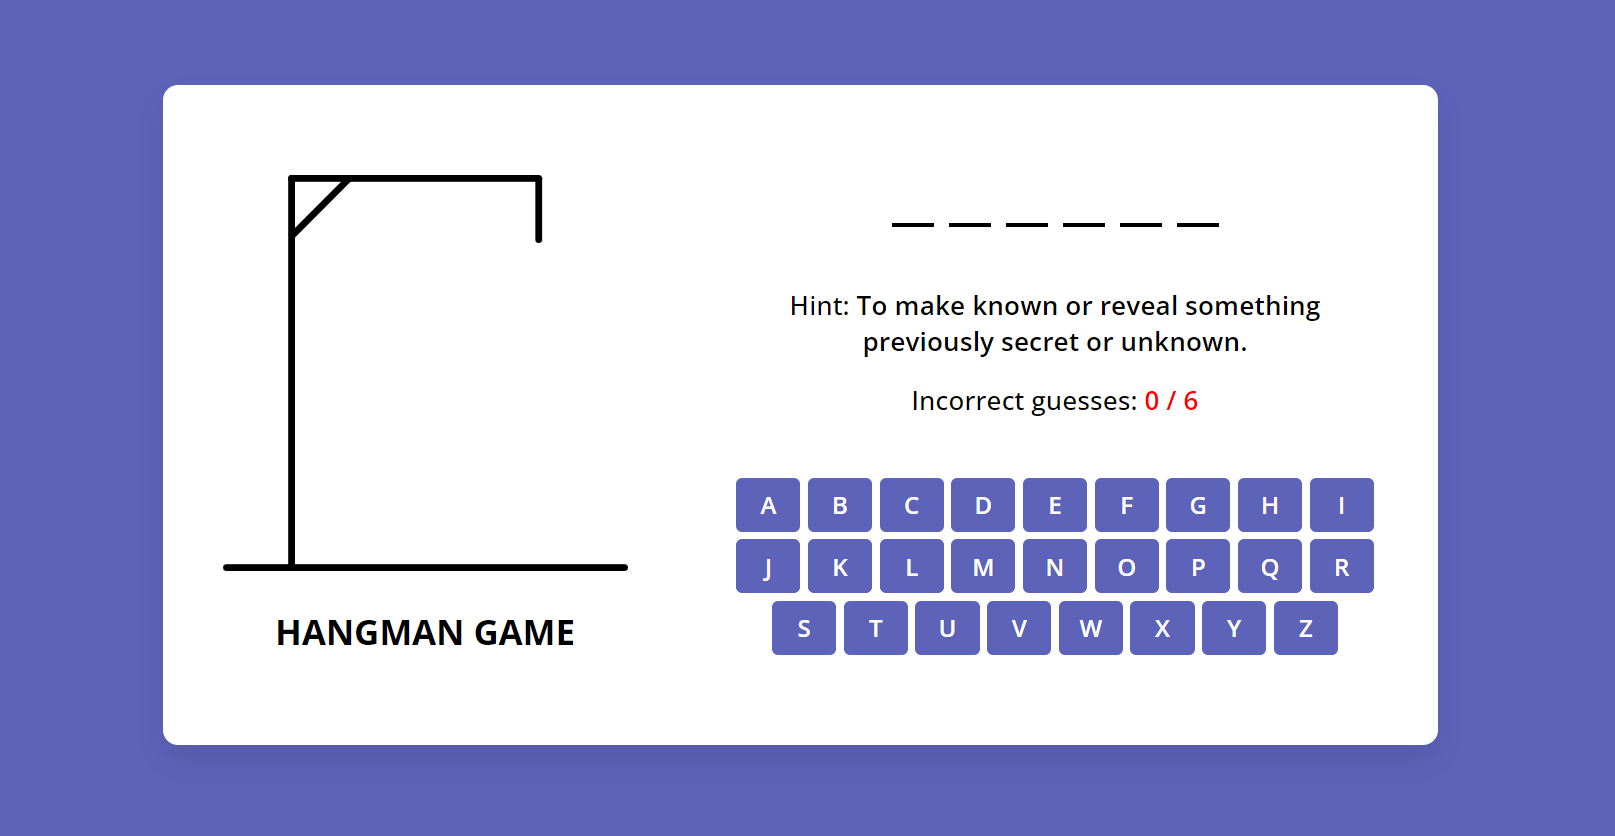 Hint: To make known or reveal something
previously secret or unknown.
Incorrect guesses: 0 / 6
A B C D E F G H I
J K L M N O P Q R
S T U V W X Y Z
HANGMAN GAME